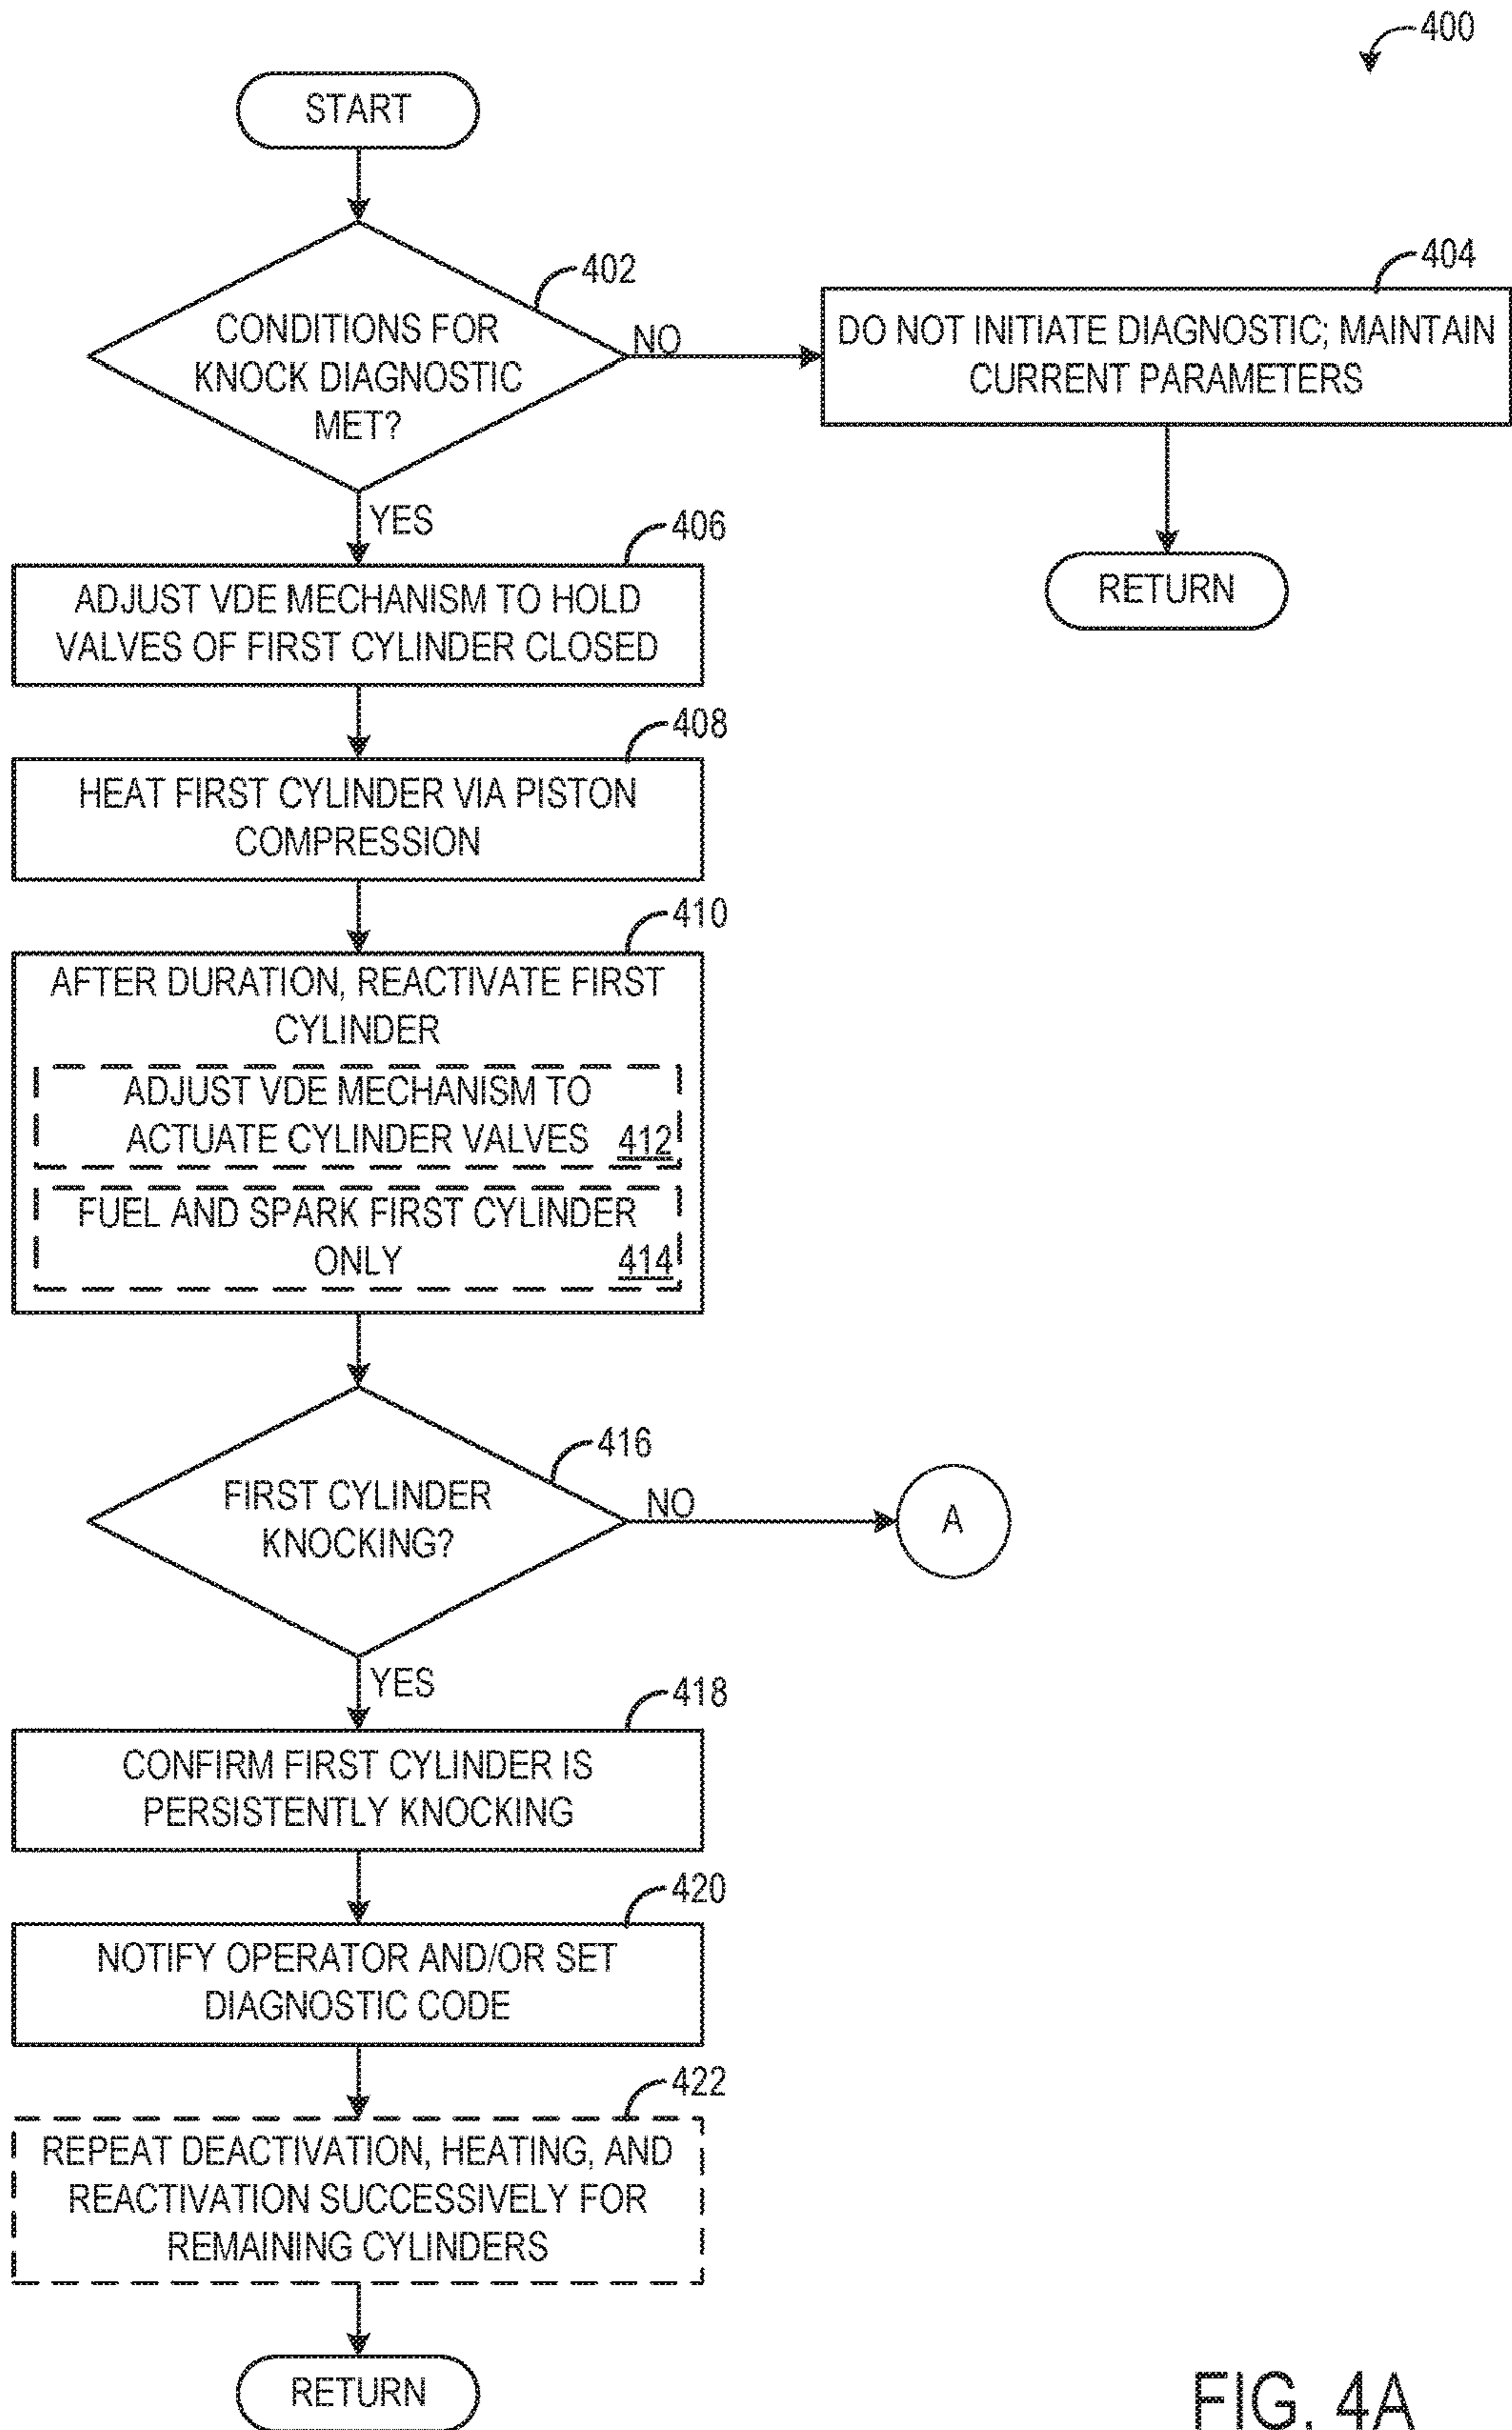 400
START
402
CONDITIONS FOR
KNOCK DIAGNOSTIC
MET?
NO
404
DO NOT INITIATE DIAGNOSTIC; MAINTAIN
CURRENT PARAMETERS
RETURN
YES
406
ADJUST VDE MECHANISM TO HOLD
VALVES OF FIRST CYLINDER CLOSED
408
HEAT FIRST CYLINDER VIA PISTON
COMPRESSION
410
AFTER DURATION, REACTIVATE FIRST
CYLINDER
ADJUST VDE MECHANISM TO
ACTUATE CYLINDER VALVES 412
FUEL AND SPARK FIRST CYLINDER
ONLY 414
416
FIRST CYLINDER
KNOCKING?
NO
A
YES
418
CONFIRM FIRST CYLINDER IS
PERSISTENTLY KNOCKING
420
NOTIFY OPERATOR AND/OR SET
DIAGNOSTIC CODE
422
REPEAT DEACTIVATION, HEATING, AND
REACTIVATION SUCCESSIVELY FOR
REMAINING CYLINDERS
RETURN
FIG. 4A